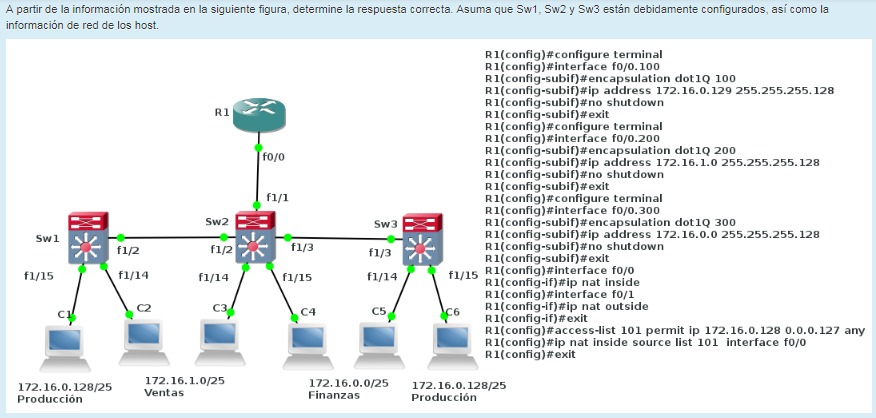 A partir de la información mostrada en la siguiente figura, determine la respuesta correcta. Asuma que Sw1, Sw2 y Sw3 están debidamente configurados, así como la
información de red de los host.
R1(config)#configure terminal
R1(config)#interface f0/0.100
R1(config-subif)#encapsulation dot1Q 100
R1(config-subif)#ip address 172.16.0.129 255.255.255.128
R1(config-subif)#no shutdown
R1(config-subif)#exit
R1(config)#configure terminal
R1(config)#interface f0/0.200
R1(config-subif)#encapsulation dot1Q 200
R1(config-subif)#ip address 172.16.1.0 255.255.255.128
R1(config-subif)#no shutdown
R1(config-subif)#exit
R1(config)#configure terminal
R1(config)#interface f0/0.300
R1(config-subif)#encapsulation dot1Q 300
R1(config-subif)#ip address 172.16.0.0 255.255.255.128
R1(config-subif)#no shutdown
R1(config-subif)#exit
R1(config)#interface f0/0
R1(config-if)#ip nat inside
R1(config)#interface f0/1
R1(config-if)#ip nat outside
R1(config-if)#exit
R1(config)#access-list 101 permit ip 172.16.0.128 0.0.0.127 any
R1(config)#ip nat inside source list 101 interface f0/0
R1(config)#exit
R1
f0/0
f1/1
Sw1
Sw2
Sw3
f1/2
f1/2
f1/3
f1/3
f1/15
f1/14
f1/14
f1/15
f1/14
f1/15
C1
C2
C3
C4
C5
C6
172.16.0.128/25
Producción
172.16.1.0/25
Ventas
172.16.0.0/25
Finanzas
172.16.0.128/25
Producción